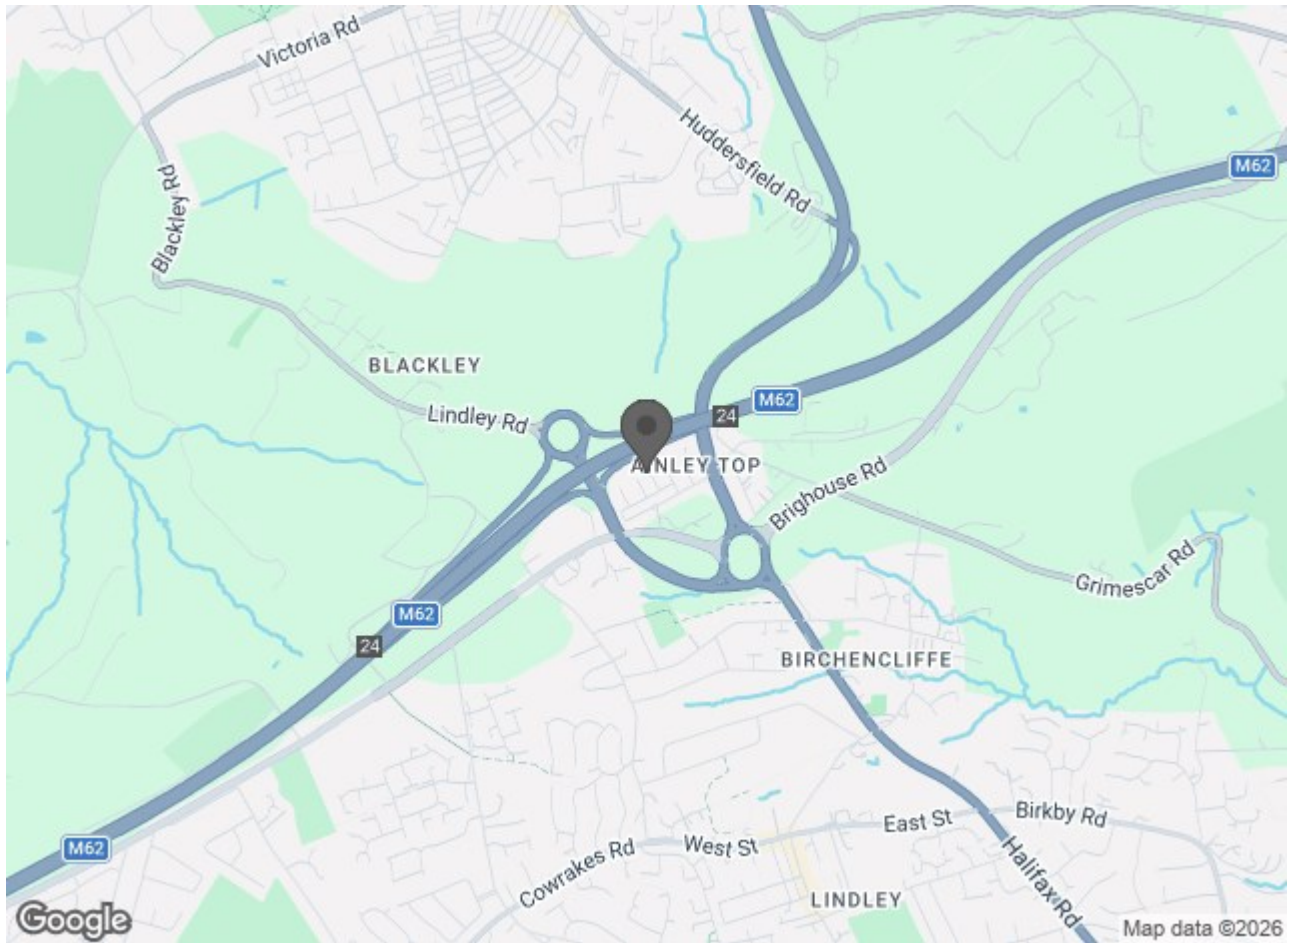 Victoria Rd
Huddersfield Rd
M62
Blackley Rd
BLACKLEY
M62
24
Lindley Rd
AINLEY TOP
Brighouse Rd
Grimescar Rd
M62
24
BIRCHENCLIFFE
East St
Birkby Rd
M62
West St
Cowrakes Rd
Halifax Rd
LINDLEY
Google
Map data ©2026